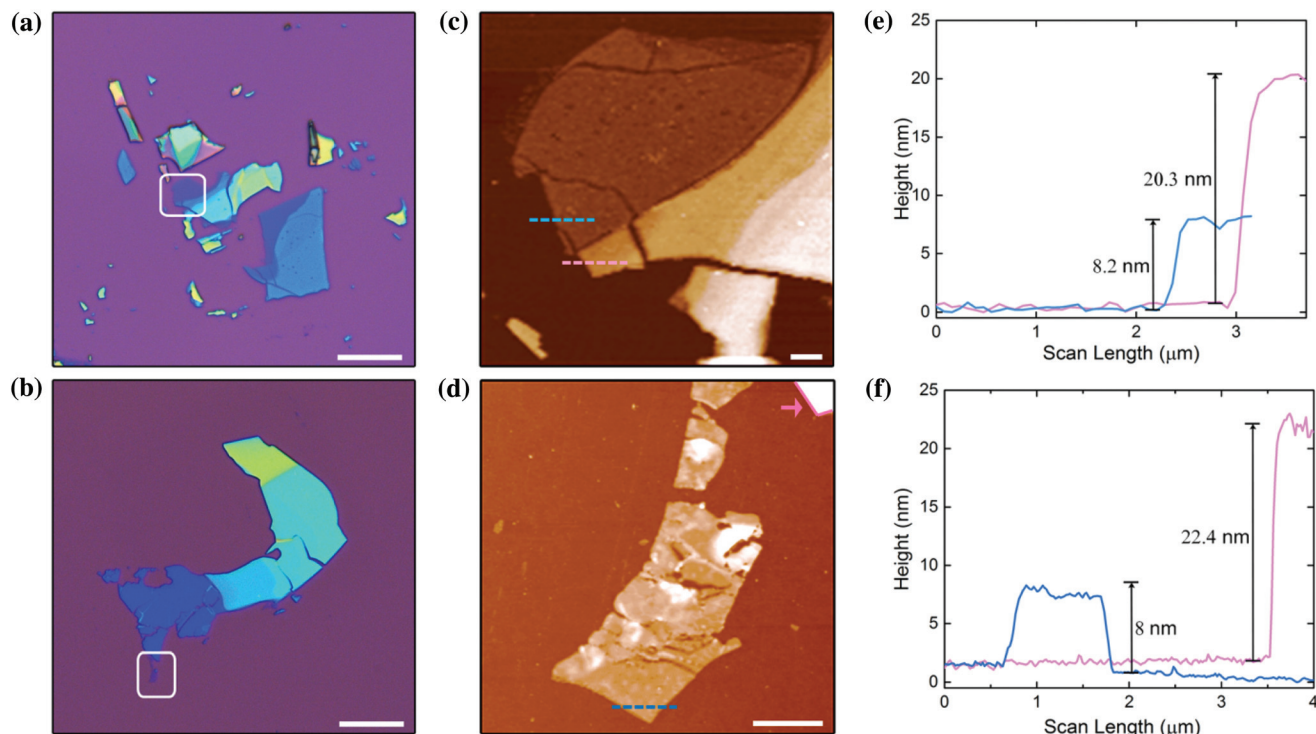 (a)
(c)
(e)
25
20
15
10
5
0
Height (nm)
20.3 nm
8.2 nm
0
1
2
3
Scan Length (μm)
(b)
(d)
(f)
25
20
15
10
5
0
Height (nm)
22.4 nm
8 nm
0
1
2
3
4
Scan Length (μm)